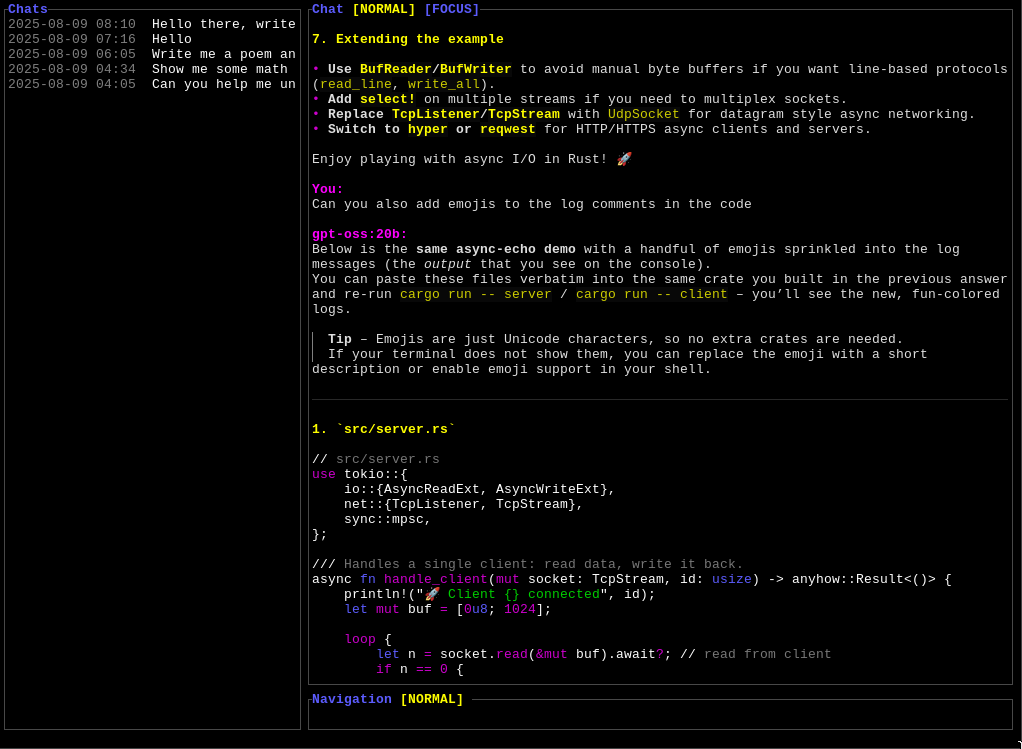 Chats
2025-08-09 08:10  Hello there, write
2025-08-09 07:16  Hello
2025-08-09 06:05  Write me a poem an
2025-08-09 04:34  Show me some math
2025-08-09 04:05  Can you help me un
Chat [NORMAL] [FOCUS]
7. Extending the example
• Use BufReader/BufWriter to avoid manual byte buffers if you want line-based protocols
(read_line, write_all).
• Add select! on multiple streams if you need to multiplex sockets.
• Replace TcpListener/TcpStream with UdpSocket for datagram style async networking.
• Switch to hyper or reqwest for HTTP/HTTPS async clients and servers.
Enjoy playing with async I/O in Rust! 🚀
You:
Can you also add emojis to the log comments in the code
gpt-oss:20b:
Below is the same async-echo demo with a handful of emojis sprinkled into the log
messages (the output that you see on the console).
You can paste these files verbatim into the same crate you built in the previous answer
and re-run cargo run -- server / cargo run -- client – you’ll see the new, fun-colored
logs.
Tip – Emojis are just Unicode characters, so no extra crates are needed.
If your terminal does not show them, you can replace the emoji with a short
description or enable emoji support in your shell.
1. `src/server.rs`
// src/server.rs
use tokio::{
    io::{AsyncReadExt, AsyncWriteExt},
    net::{TcpListener, TcpStream},
    sync::mpsc,
};
/// Handles a single client: read data, write it back.
async fn handle_client(mut socket: TcpStream, id: usize) -> anyhow::Result<()> {
    println!("🚀 Client {} connected", id);
    let mut buf = [0u8; 1024];
    loop {
        let n = socket.read(&mut buf).await?; // read from client
        if n == 0 {
Navigation [NORMAL]